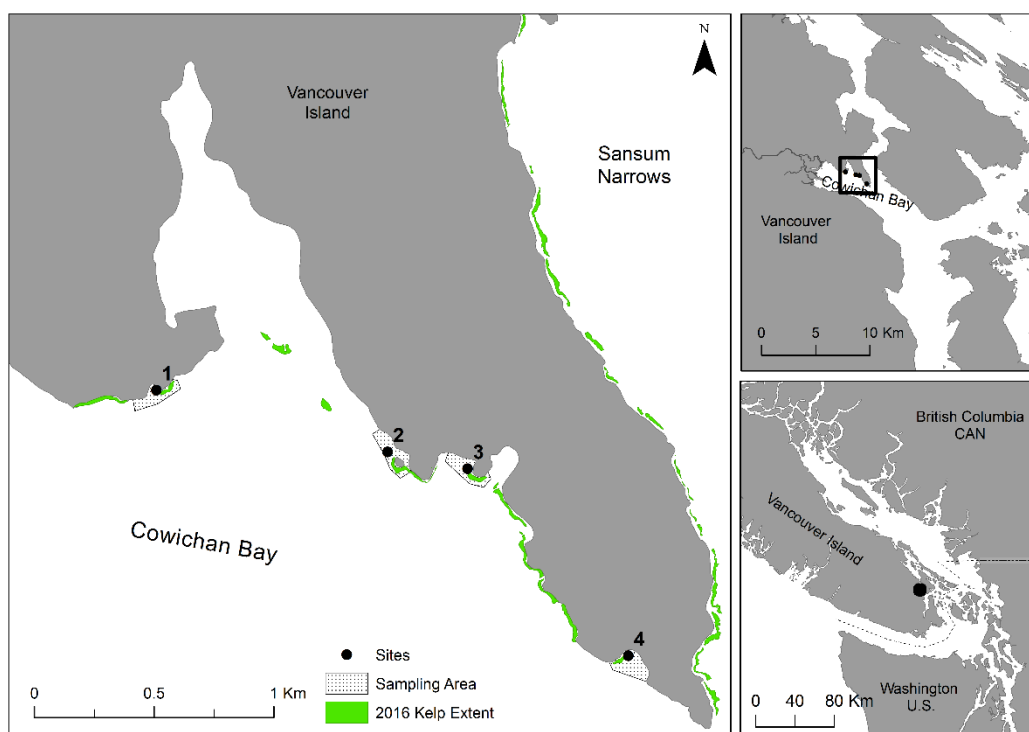 N
Vancouver
Island
Sansum
Narrows
1
2
3
4
Cowichan Bay
Sites
Sampling Area
2016 Kelp Extent
0 0.5 1 Km
Cowichan Bay
Vancouver
Island
0 5 10 Km
British Columbia
CAN
Vancouver Island
Washington
U.S.
0 40 80 Km